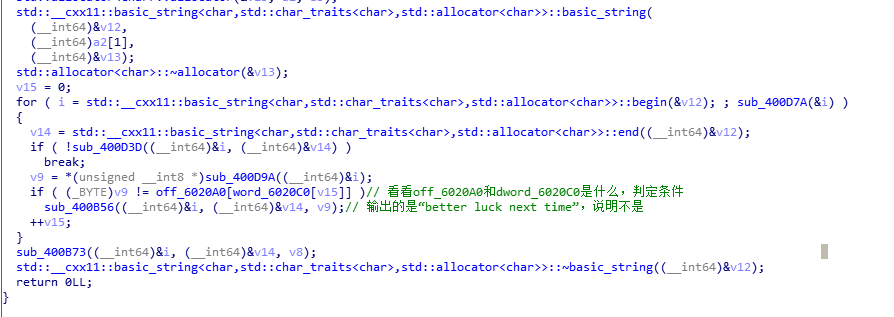 std::__cxx11::basic_string<char,std::char_traits<char>,std::allocator<char>>::basic_string(
(__int64)&v12,
(__int64)a2[1],
(__int64)&v13);
std::allocator<char>::~allocator(&v13);
v15 = 0;
for ( i = std::__cxx11::basic_string<char,std::char_traits<char>,std::allocator<char>>::begin(&v12); ; sub_400D7A(&i) )
{
v14 = std::__cxx11::basic_string<char,std::char_traits<char>,std::allocator<char>>::end((__int64)&v12);
if ( !sub_400D3D((__int64)&i, (__int64)&v14) )
break;
v9 = *(unsigned __int8 *)sub_400D9A((__int64)&i);
if ( (_BYTE)v9 != off_6020A0[word_6020C0[v15]] )// 看看off_6020A0和dword_6020C0是什么，判定条件
sub_400B56((__int64)&i, (__int64)&v14, v9);// 输出的是“better luck next time”，说明不是
++v15;
}
sub_400B73((__int64)&i, (__int64)&v14, v8);
std::__cxx11::basic_string<char,std::char_traits<char>,std::allocator<char>>::~basic_string((__int64)&v12);
return 0LL;
}